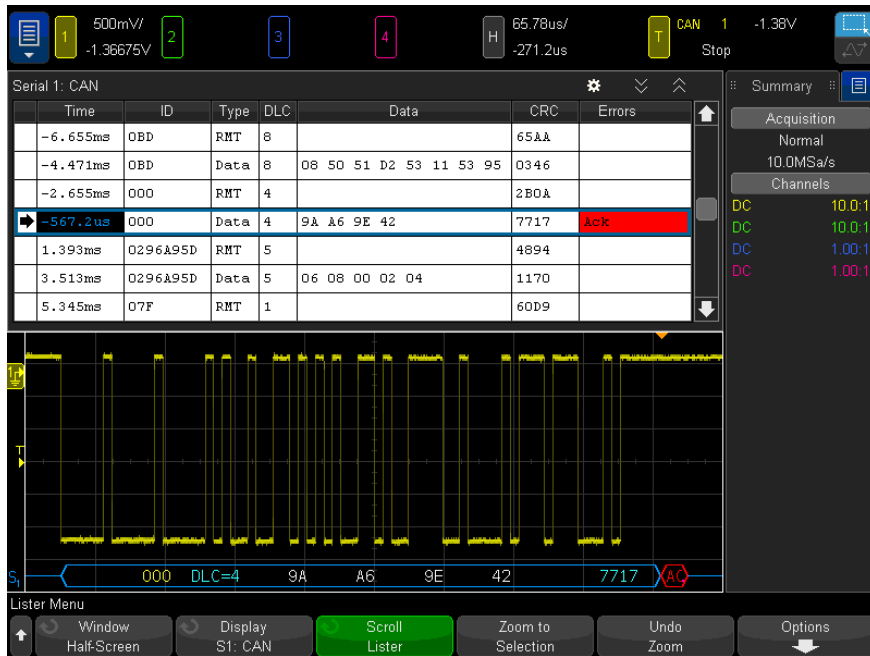 1 500mV/ 2 3 4 H 65.78us/ T CAN 1 -1.38V
-1.36675V -271.2us Stop
Serial 1: CAN
Time ID Type DLC Data CRC Errors
-6.655ms 0BD RMT 8 65AA
-4.471ms 0BD Data 8 08 50 51 D2 53 11 53 95 0346
-2.655ms 000 RMT 4 2B0A
-567.2us 000 Data 4 9A A6 9E 42 7717 Ack
1.393ms 0296A95D RMT 5 4894
3.513ms 0296A95D Data 5 06 08 00 02 04 1170
5.345ms 07F RMT 1 60D9
Summary
Acquisition
Normal
10.0MSa/s
Channels
DC 10.0:1
DC 10.0:1
DC 1.00:1
DC 1.00:1
1
T
S1 000 DLC=4 9A A6 9E 42 7717 AC
Lister Menu
Window
Half-Screen
Display
S1: CAN
Scroll
Lister
Zoom to
Selection
Undo
Zoom
Options